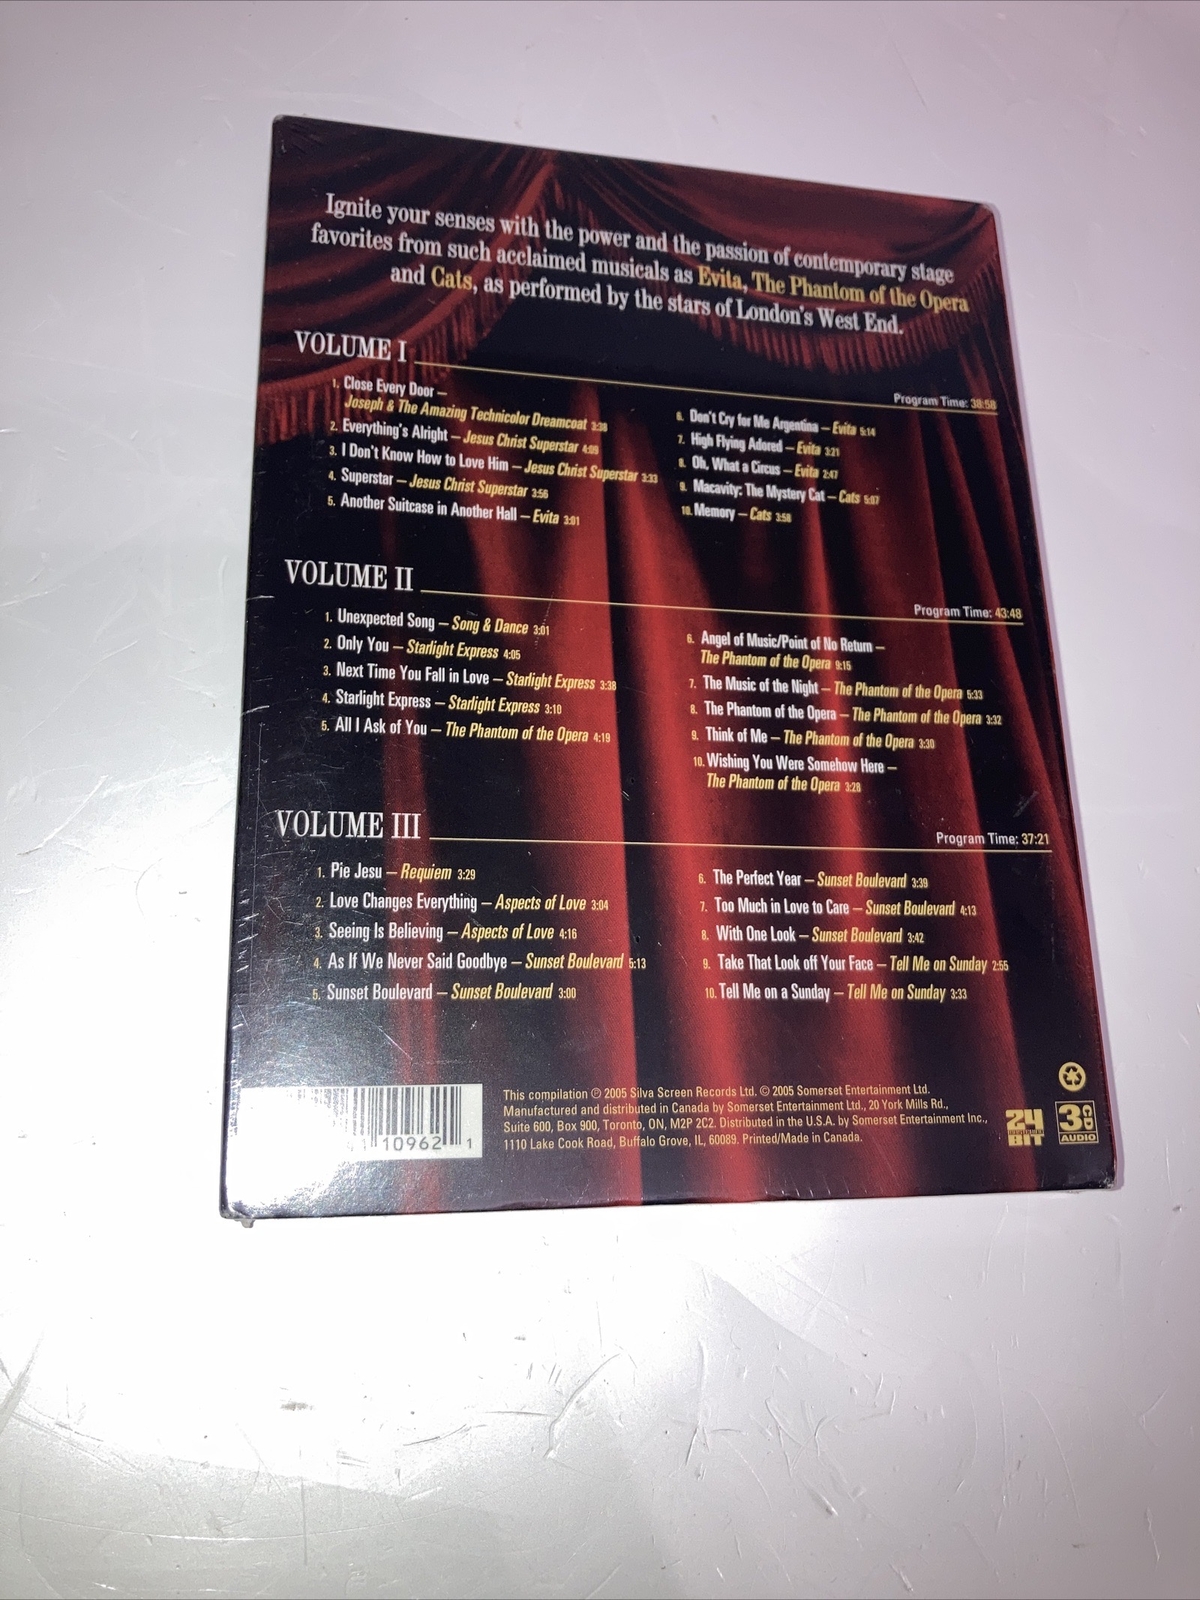 Ignite your senses with the power and the passion of contemporary stage
favorites from such acclaimed musicals as Evita, The Phantom of the Opera
and Cats, as performed by the stars of London's West End.
VOLUME I
Program Time: 38:58
1. Close Every Door –
Joseph & The Amazing Technicolor Dreamcoat 3:38
2. Everything's Alright – Jesus Christ Superstar 4:09
3. I Don't Know How to Love Him – Jesus Christ Superstar 3:33
4. Superstar – Jesus Christ Superstar 3:56
5. Another Suitcase in Another Hall – Evita 3:01
6. Don't Cry for Me Argentina – Evita 5:14
7. High Flying Adored – Evita 3:21
8. Oh, What a Circus – Evita 2:47
9. Macavity: The Mystery Cat – Cats 5:07
10. Memory – Cats 3:58
VOLUME II
Program Time: 43:48
1. Unexpected Song – Song & Dance 3:01
2. Only You – Starlight Express 4:05
3. Next Time You Fall in Love – Starlight Express 3:38
4. Starlight Express – Starlight Express 3:10
5. All I Ask of You – The Phantom of the Opera 4:19
6. Angel of Music/Point of No Return –
The Phantom of the Opera 9:15
7. The Music of the Night – The Phantom of the Opera 5:33
8. The Phantom of the Opera – The Phantom of the Opera 3:32
9. Think of Me – The Phantom of the Opera 3:30
10. Wishing You Were Somehow Here –
The Phantom of the Opera 3:28
VOLUME III
Program Time: 37:21
1. Pie Jesu – Requiem 3:29
2. Love Changes Everything – Aspects of Love 3:04
3. Seeing Is Believing – Aspects of Love 4:16
4. As If We Never Said Goodbye – Sunset Boulevard 5:13
5. Sunset Boulevard – Sunset Boulevard 3:00
6. The Perfect Year – Sunset Boulevard 3:39
7. Too Much in Love to Care – Sunset Boulevard 4:13
8. With One Look – Sunset Boulevard 3:42
9. Take That Look off Your Face – Tell Me on Sunday 2:55
10. Tell Me on a Sunday – Tell Me on Sunday 3:33
10962 1
This compilation ℗ 2005 Silva Screen Records Ltd. © 2005 Somerset Entertainment Ltd.
Manufactured and distributed in Canada by Somerset Entertainment Ltd., 20 York Mills Rd.,
Suite 600, Box 900, Toronto, ON, M2P 2C2. Distributed in the U.S.A. by Somerset Entertainment Inc.,
1110 Lake Cook Road, Buffalo Grove, IL, 60089. Printed/Made in Canada.
24
BIT
3 CD
AUDIO